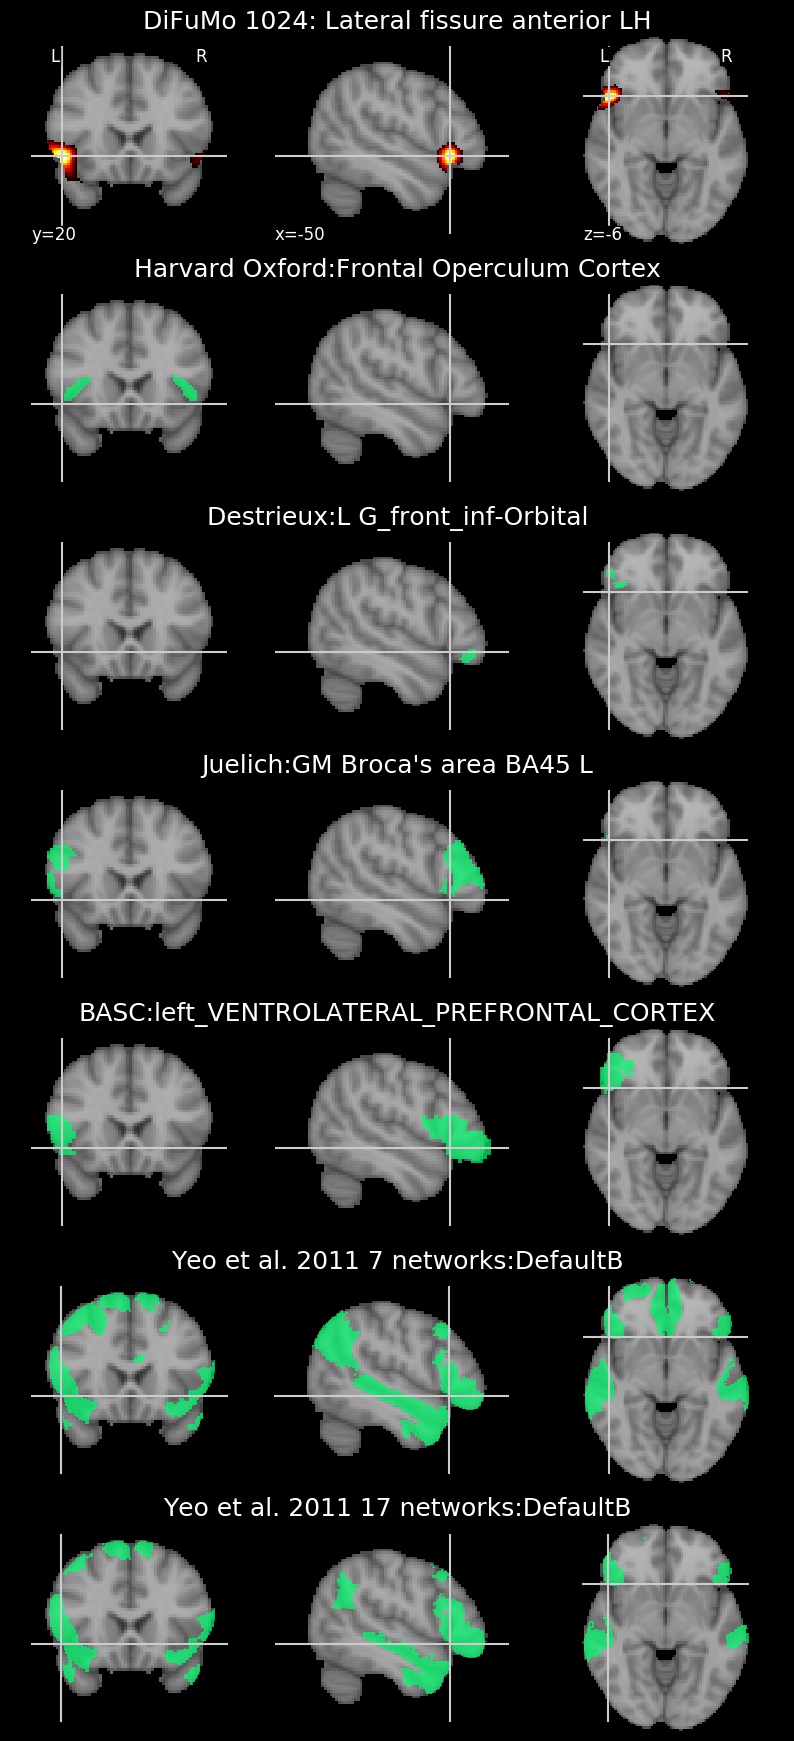 DiFuMo 1024: Lateral fissure anterior LH
L R L R
y=20 x=-50 z=-6
Harvard Oxford:Frontal Operculum Cortex
Destrieux:L G_front_inf-Orbital
Juelich:GM Broca's area BA45 L
BASC:left_VENTROLATERAL_PREFRONTAL_CORTEX
Yeo et al. 2011 7 networks:DefaultB
Yeo et al. 2011 17 networks:DefaultB